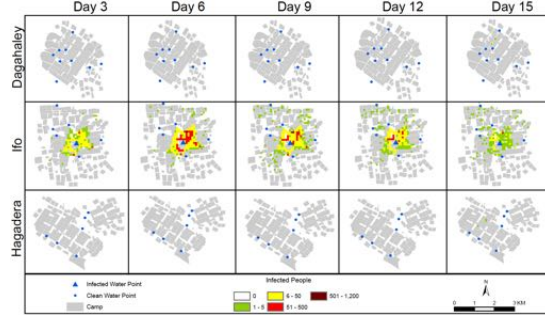 Day 3 Day 6 Day 9 Day 12 Day 15
Dagahaley
Ifo
Hagadera
Infected Water Point
Clean Water Point
Camp
Infected People
0 6 - 50 501 - 1,200
1 - 5 51 - 500
N
0 1 2 3 KM